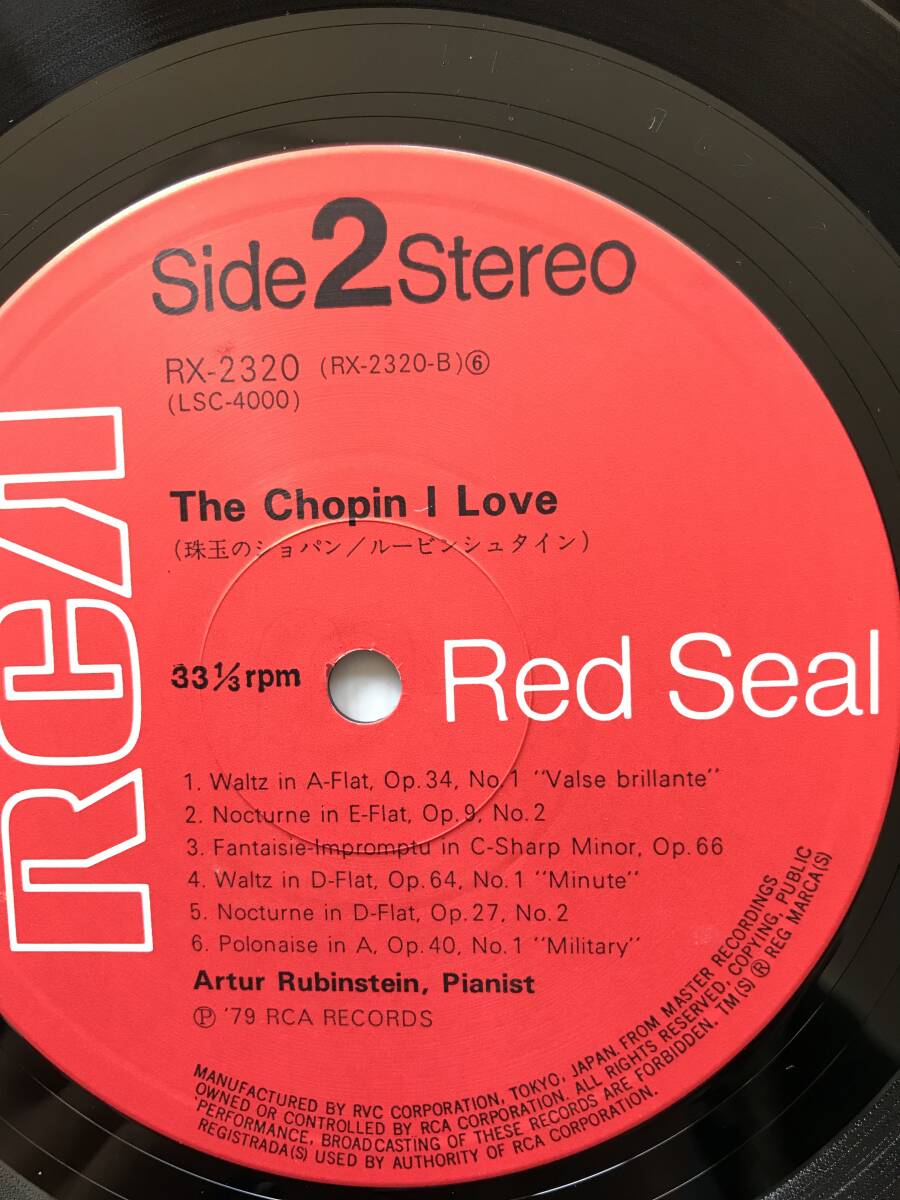 Side 2 Stereo
RX-2320 (RX-2320-B)⑥
(LSC-4000)
The Chopin I Love
(珠玉のショパン/ルービンシュタイン)
33 1/3 rpm
Red Seal
RCA
1. Waltz in A-Flat, Op.34, No.1 "Valse brillante"
2. Nocturne in E-Flat, Op.9, No.2
3. Fantaisie-Impromptu in C-Sharp Minor, Op.66
4. Waltz in D-Flat, Op.64, No.1 "Minute"
5. Nocturne in D-Flat, Op.27, No.2
6. Polonaise in A, Op.40, No.1 "Military"
Artur Rubinstein, Pianist
Ⓟ '79 RCA RECORDS
MANUFACTURED BY RVC CORPORATION, TOKYO, JAPAN. FROM MASTER RECORDINGS
OWNED OR CONTROLLED BY RCA CORPORATION. ALL RIGHTS RESERVED, COPYING, PUBLIC
'PERFORMANCE, BROADCASTING OF THESE RECORDS ARE FORBIDDEN. TM(S) ® REG MARCA(S)
REGISTRADA(S) USED BY AUTHORITY OF RCA CORPORATION.